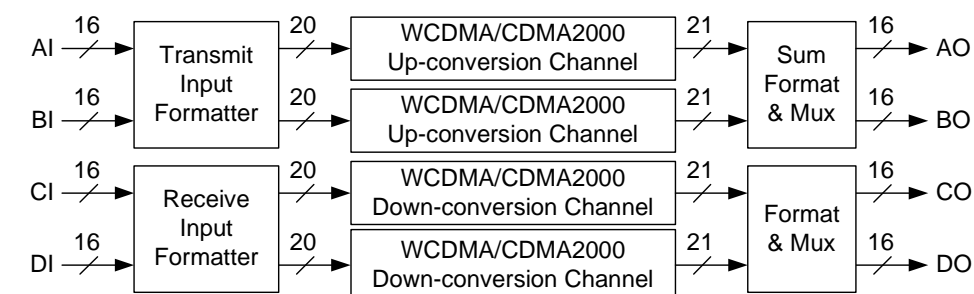 AI 16 Transmit Input Formatter 20 WCDMA/CDMA2000 Up-conversion Channel 21 Sum Format & Mux 16 AO
BI 16 20 WCDMA/CDMA2000 Up-conversion Channel 21 16 BO
CI 16 Receive Input Formatter 20 WCDMA/CDMA2000 Down-conversion Channel 21 Format & Mux 16 CO
DI 16 20 WCDMA/CDMA2000 Down-conversion Channel 21 16 DO